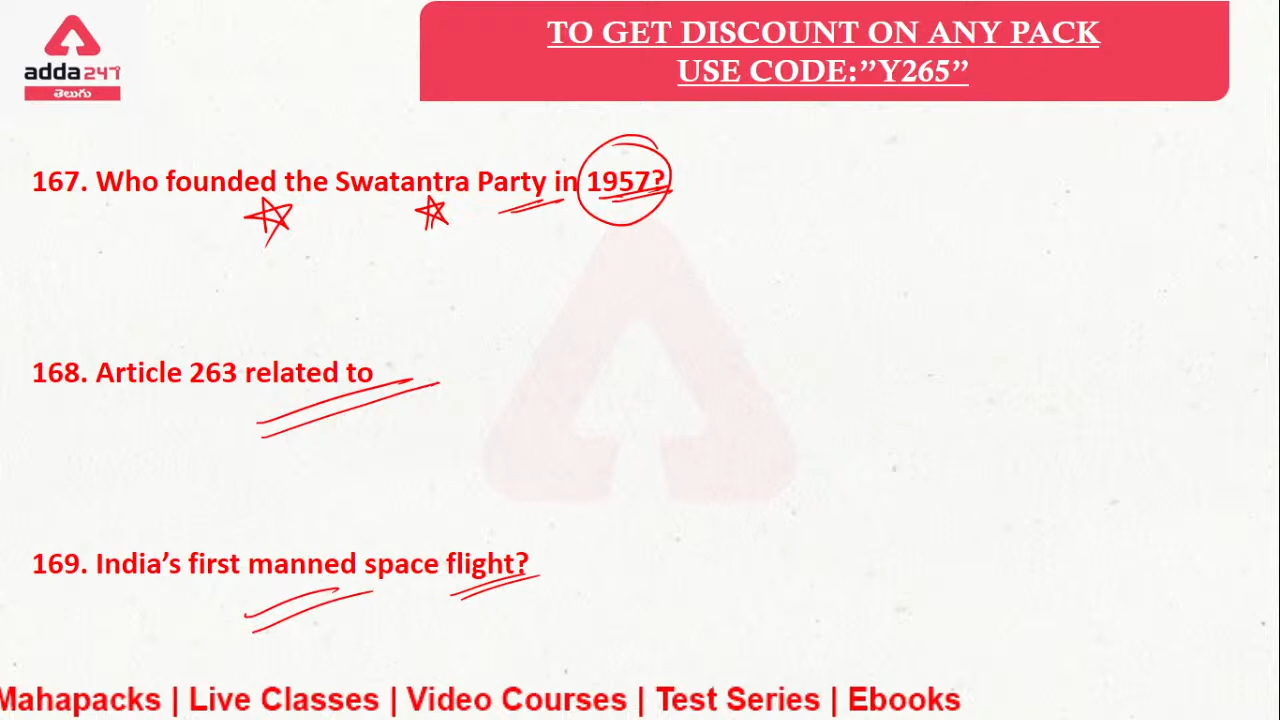 adda247
తెలుగు
TO GET DISCOUNT ON ANY PACK
USE CODE:”Y265”
167. Who founded the Swatantra Party in 1957?
168. Article 263 related to
169. India’s first manned space flight?
Mahapacks | Live Classes | Video Courses | Test Series | Ebooks